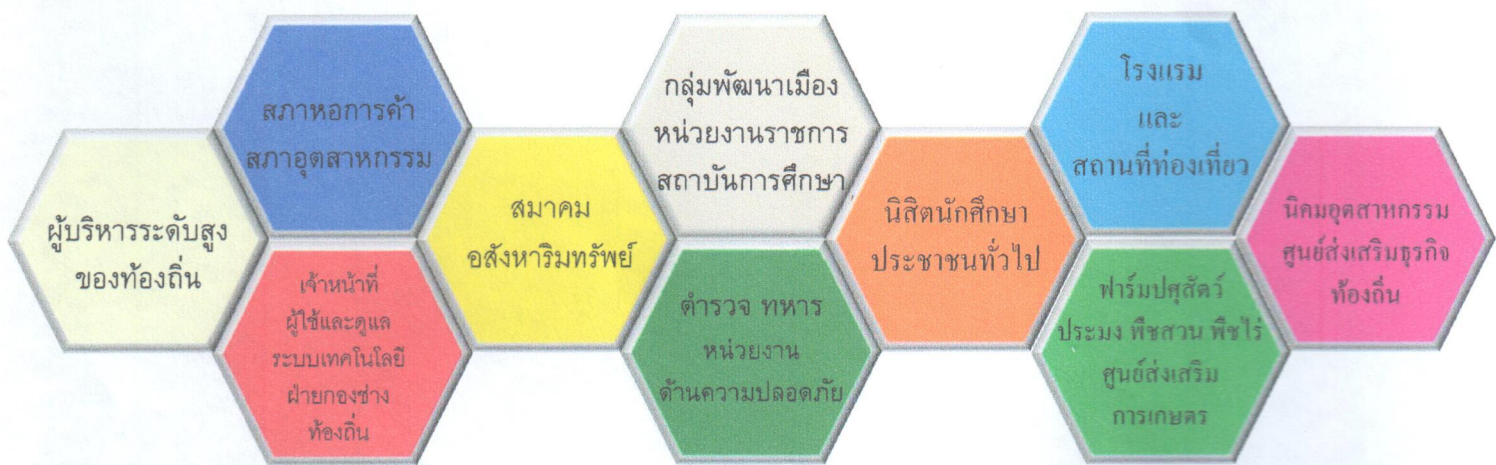 ผู้บริหารระดับสูง
ของท้องถิ่น
สภาหอการค้า
สภาอุตสาหกรรม
เจ้าหน้าที่
ผู้ใช้และดูแล
ระบบเทคโนโลยี
ฝ่ายกองช่าง
ท้องถิ่น
สมาคม
อสังหาริมทรัพย์
กลุ่มพัฒนาเมือง
หน่วยงานราชการ
สถาบันการศึกษา
ตำรวจ ทหาร
หน่วยงาน
ด้านความปลอดภัย
นิสิตนักศึกษา
ประชาชนทั่วไป
โรงแรม
และ
สถานที่ท่องเที่ยว
ฟาร์มปศุสัตว์
ประมง พืชสวน พืชไร่
ศูนย์ส่งเสริม
การเกษตร
นิคมอุตสาหกรรม
ศูนย์ส่งเสริมธุรกิจ
ท้องถิ่น